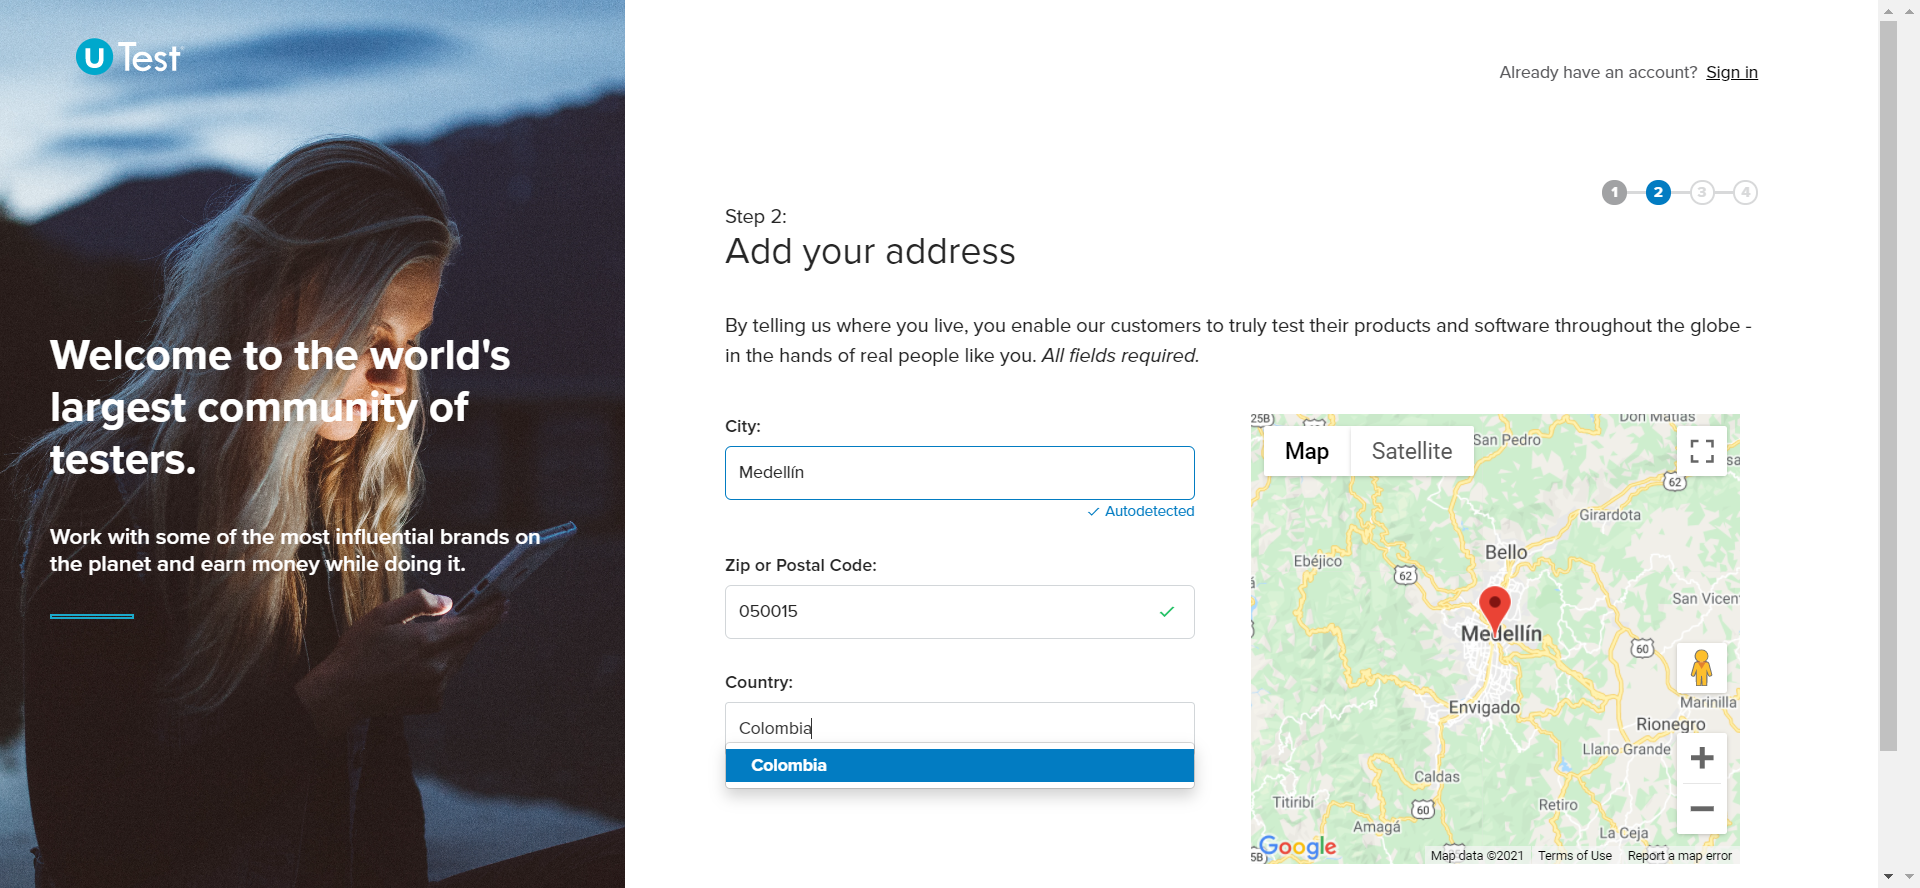 U Test
Welcome to the world's
largest community of
testers.
Work with some of the most influential brands on
the planet and earn money while doing it.
Already have an account? Sign in
1 2 3 4
Step 2:
Add your address
By telling us where you live, you enable our customers to truly test their products and software throughout the globe -
in the hands of real people like you. All fields required.
City:
Medellín
Autodetected
Zip or Postal Code:
050015
Country:
Colombia
Colombia
25B
Don Matías
Map Satellite
San Pedro
62
Girardota
Bello
Ebéjico
62
San Vicen
Medellín
60
Envigado
Marinilla
Rionegro
Llano Grande
Caldas
Titiribí
60
Retiro
Amagá
La Ceja
Google
Map data ©2021 Terms of Use Report a map error